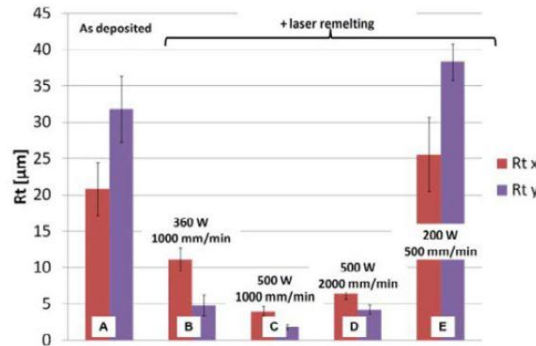 45
40
35
30
25
20
15
10
5
0
Rt [µm]
As deposited
+ laser remelting
360 W
1000 mm/min
500 W
1000 mm/min
500 W
2000 mm/min
200 W
500 mm/min
A
B
C
D
E
Rt x
Rt y